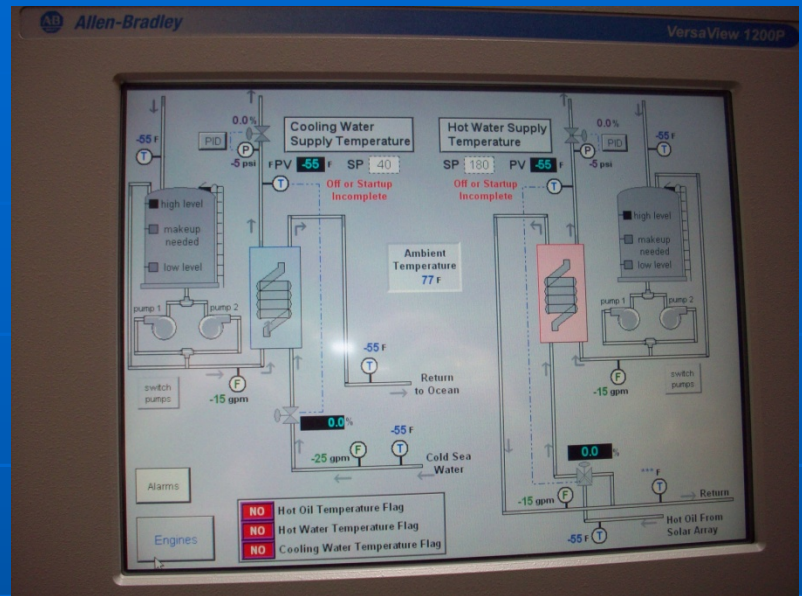 AB Allen-Bradley
VersaView 1200P
0.0%
Cooling Water
Supply Temperature
Hot Water Supply
Temperature
0.0%
-55 F
T
PID
P
-5 psi
PV -55 F
SP 40
SP 180
PV -55 F
P
PID
-5 psi
-55 F
T
T
Off or Startup
Incomplete
Off or Startup
Incomplete
T
high level
makeup
needed
low level
high level
makeup
needed
low level
Ambient
Temperature
77 F
pump 1
pump 2
pump 1
pump 2
-55 F
T
Return
to Ocean
switch
pumps
F
-15 gpm
F
-15 gpm
switch
pumps
0.0 %
-55 F
-25 gpm
F
T
Cold Sea
Water
0.0 %
*** F
T
Return
-15 gpm
F
Hot Oil From
Solar Array
-55 F
T
Alarms
Engines
NO Hot Oil Temperature Flag
NO Hot Water Temperature Flag
NO Cooling Water Temperature Flag